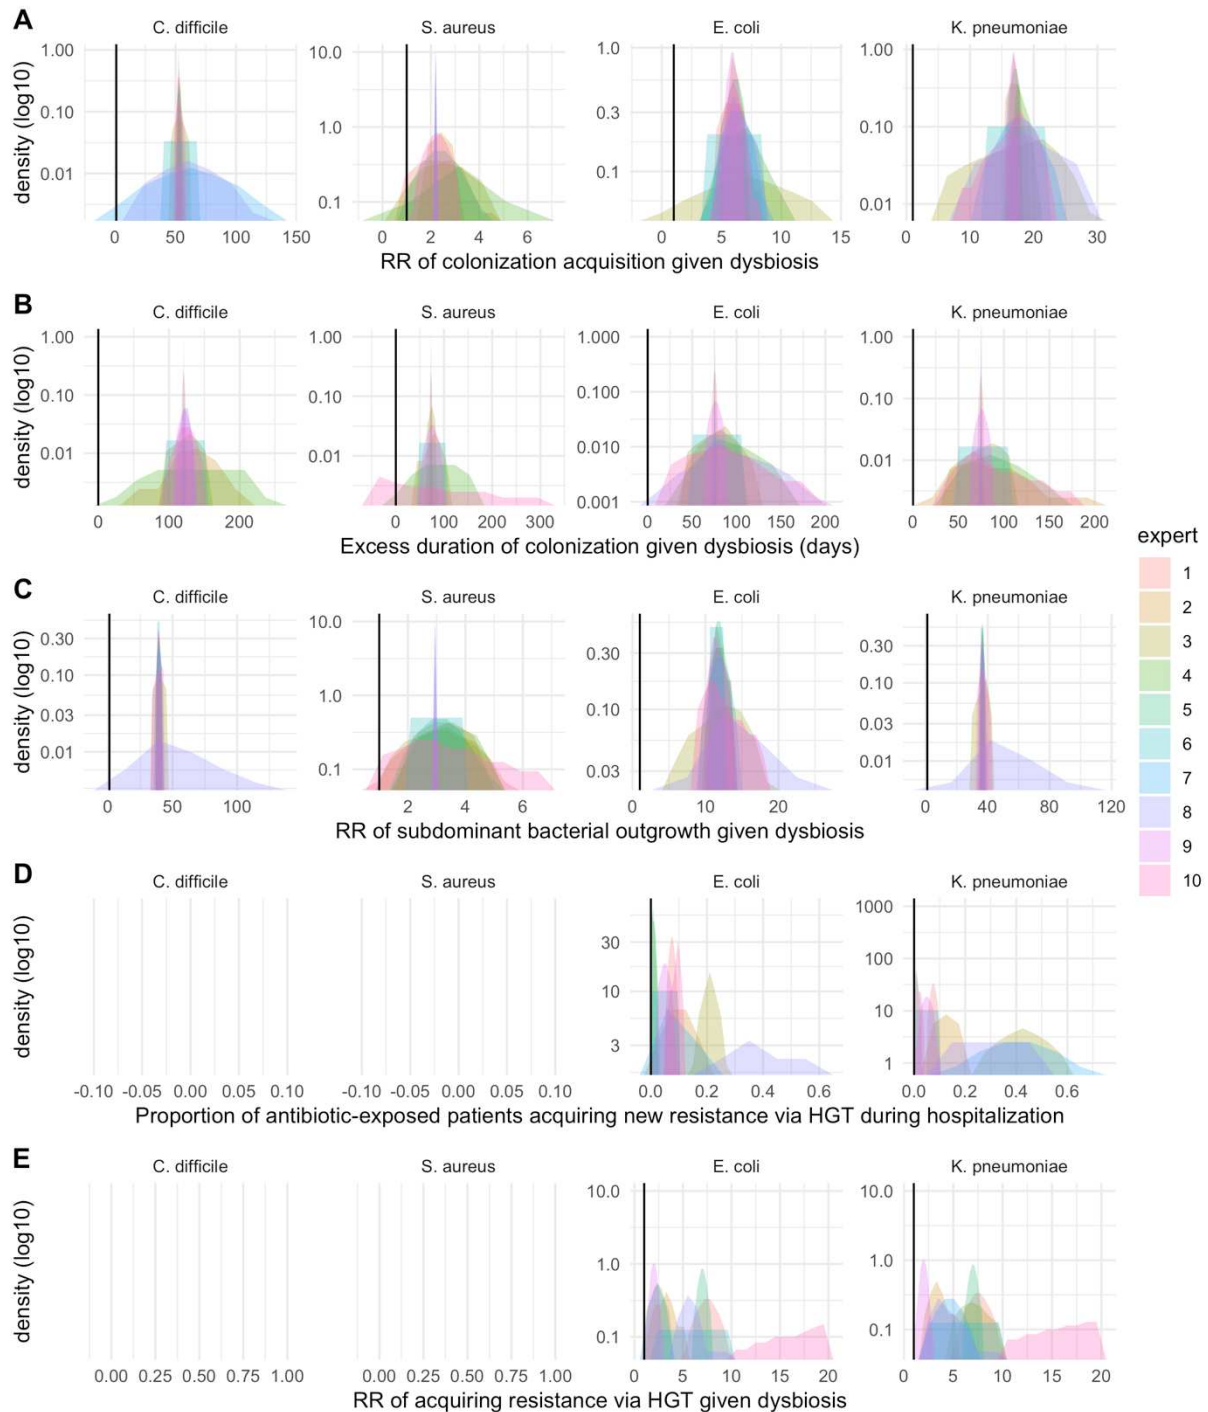 A
C. difficile S. aureus E. coli K. pneumoniae
density (log10)
1.00 0.10 0.01
10.0 1.0 0.1
1.0 0.3 0.1
0.10 0.01
0 50 100 150 0 2 4 6 0 5 10 15 0 10 20 30
RR of colonization acquisition given dysbiosis
B
C. difficile S. aureus E. coli K. pneumoniae
density (log10)
1.00 0.10 0.01
1.00 0.10 0.01
1.000 0.100 0.010 0.001
1.00 0.10 0.01
0 100 200 0 100 200 300 0 50 100 150 200 0 50 100 150 200
Excess duration of colonization given dysbiosis (days)
C
C. difficile S. aureus E. coli K. pneumoniae
density (log10)
0.30 0.10 0.03 0.01
10.0 1.0 0.1
0.30 0.10 0.03
0.30 0.10 0.03 0.01
0 50 100 2 4 6 0 10 20 0 40 80 120
RR of subdominant bacterial outgrowth given dysbiosis
D
C. difficile S. aureus E. coli K. pneumoniae
density (log10)
30 10 3
1000 100 10 1
-0.10 -0.05 0.00 0.05 0.10 -0.10 -0.05 0.00 0.05 0.10 0.0 0.2 0.4 0.6 0.0 0.2 0.4 0.6
Proportion of antibiotic-exposed patients acquiring new resistance via HGT during hospitalization
E
C. difficile S. aureus E. coli K. pneumoniae
density (log10)
10.0 1.0 0.1
10.0 1.0 0.1
0.00 0.25 0.50 0.75 1.00 0.00 0.25 0.50 0.75 1.00 0 5 10 15 20 0 5 10 15 20
RR of acquiring resistance via HGT given dysbiosis
expert
1
2
3
4
5
6
7
8
9
10